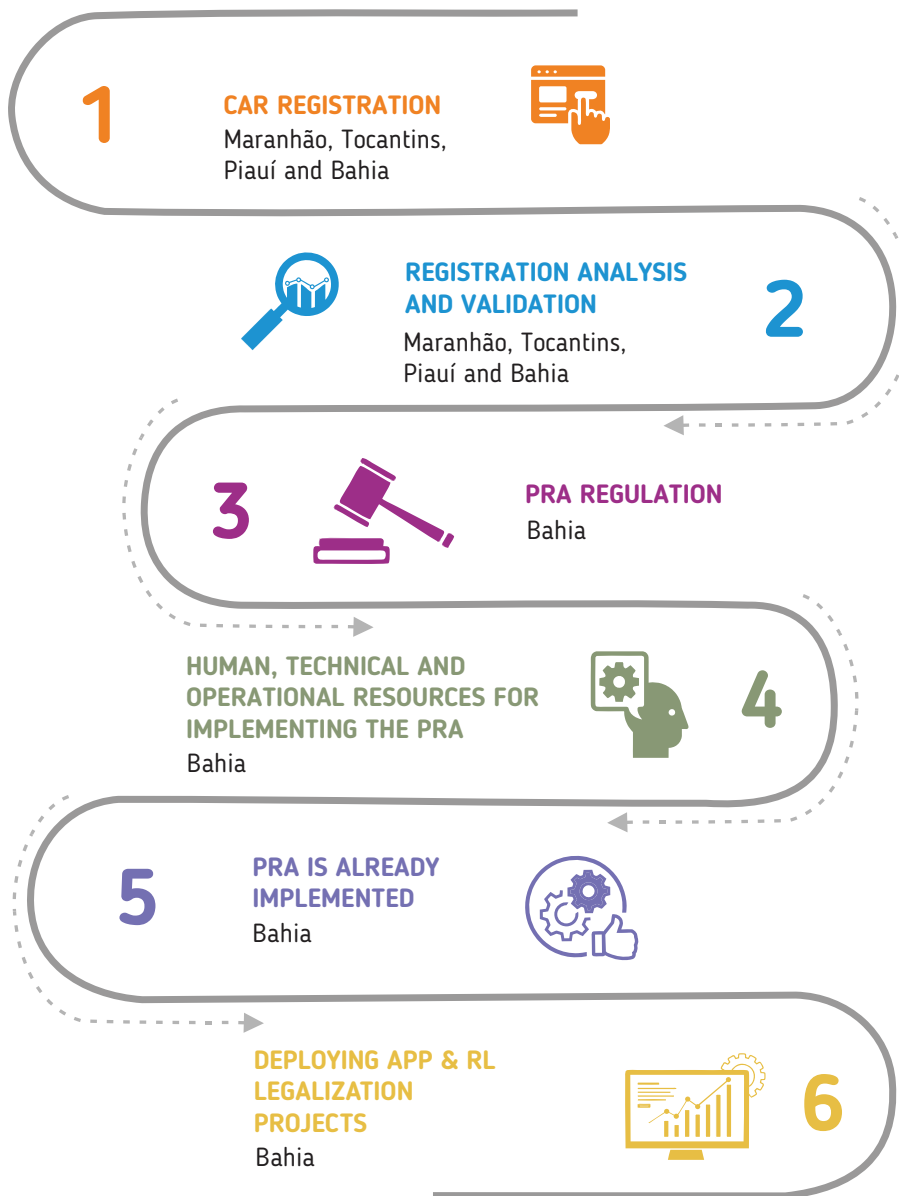 1
CAR REGISTRATION
Maranhão, Tocantins,
Piauí and Bahia
REGISTRATION ANALYSIS
AND VALIDATION
Maranhão, Tocantins,
Piauí and Bahia
2
3
PRA REGULATION
Bahia
HUMAN, TECHNICAL AND
OPERATIONAL RESOURCES FOR
IMPLEMENTING THE PRA
Bahia
4
5
PRA IS ALREADY
IMPLEMENTED
Bahia
DEPLOYING APP & RL
LEGALIZATION
PROJECTS
Bahia
6